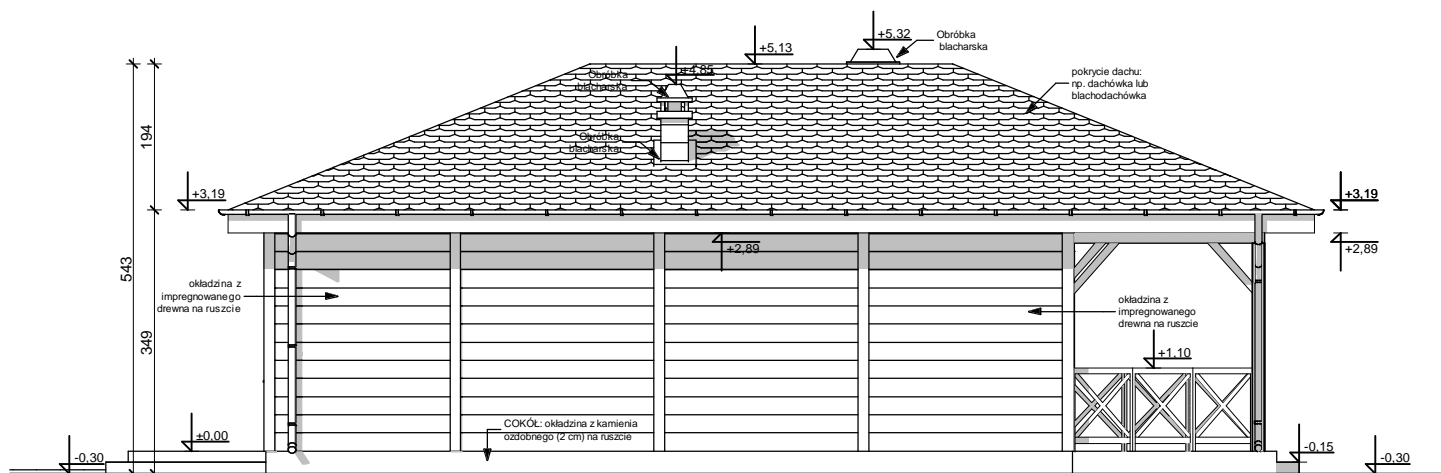 +5,32
Obróbka
blacharska
+5,13
+4,85
Obróbka
blacharska
pokrycie dachu:
np. dachówka lub
blachodachówka
194
Obróbka
blacharska
+3,19
+3,19
+2,89
+2,89
543
okładzina z
impregnowanego
drewna na ruszcie
okładzina z
impregnowanego
drewna na ruszcie
349
+1,10
COKÓŁ: okładzina z kamienia
ozdobnego (2 cm) na ruszcie
±0,00
-0,15
-0,30
-0,30